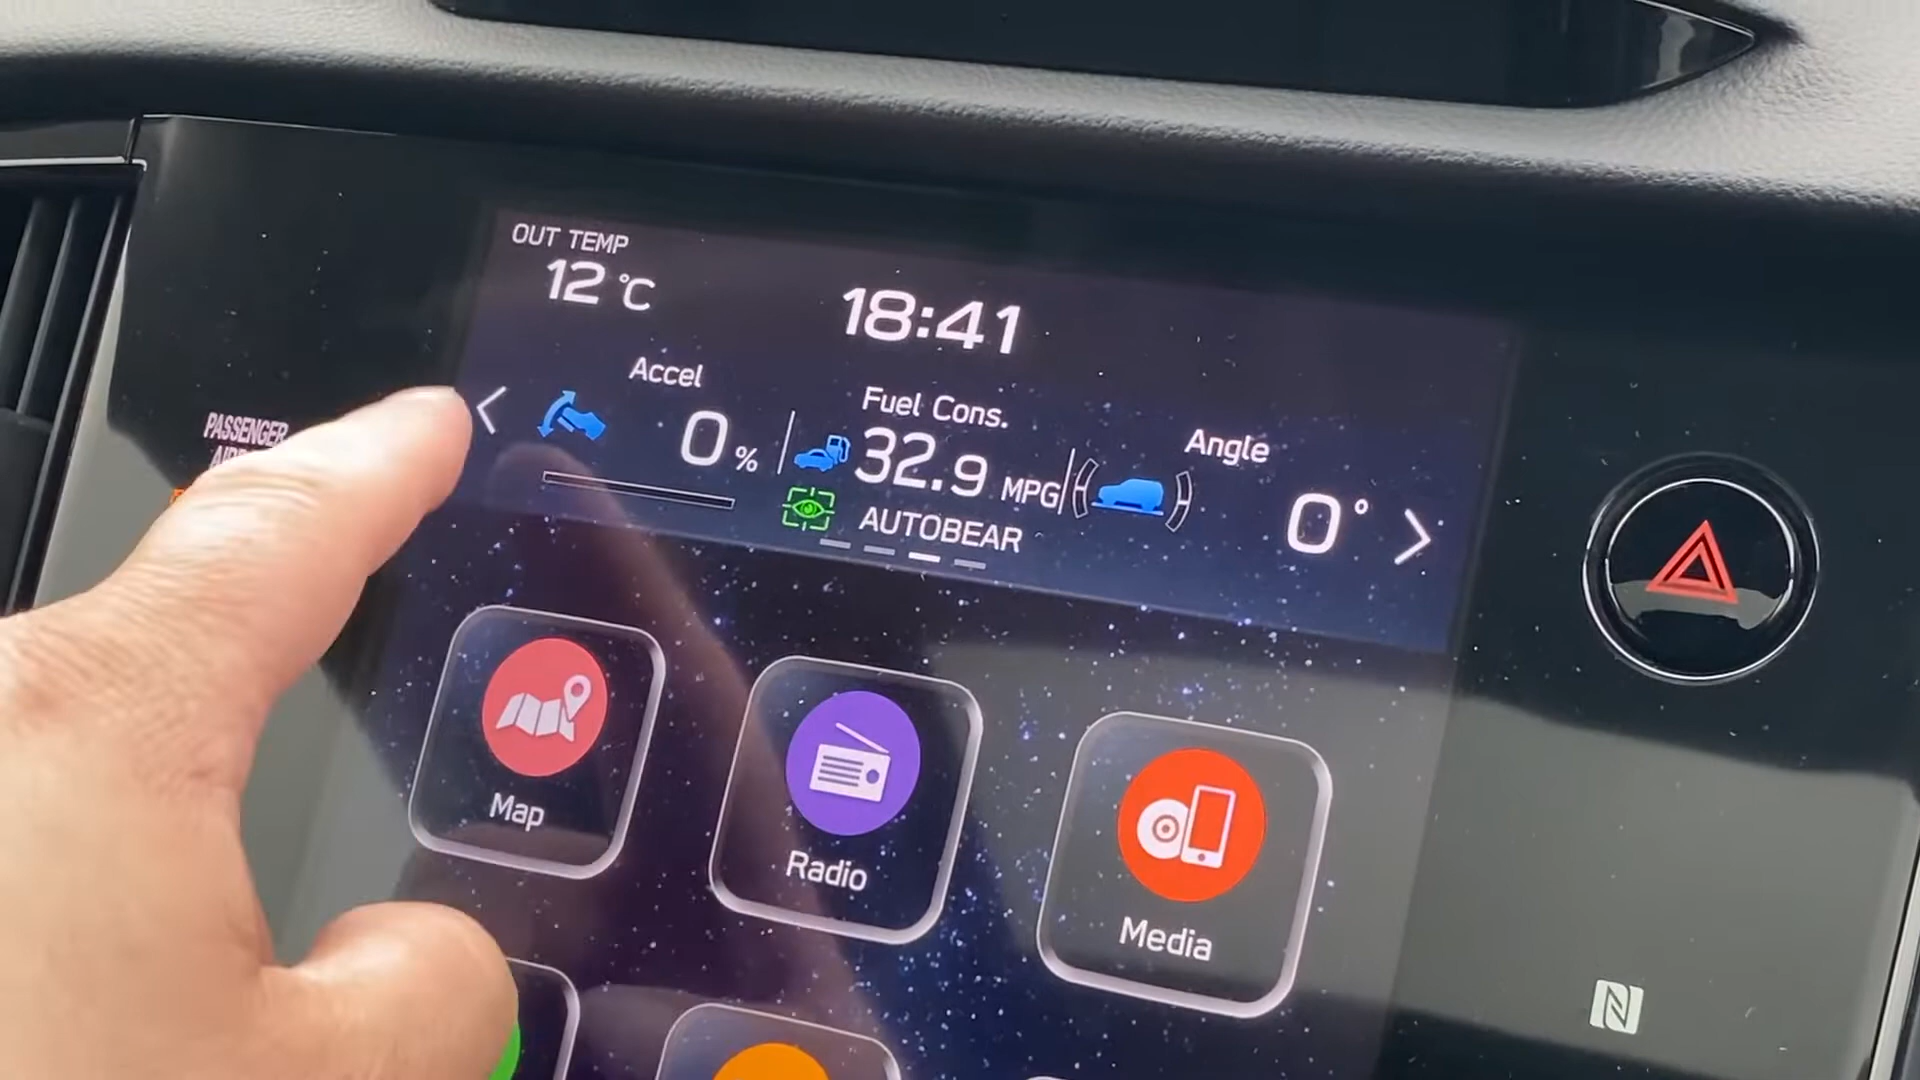 OUT TEMP
12 °C
18:41
Accel
0 %
Fuel Cons.
32.9 MPG
Angle
0°
AUTOBEAR
PASSENGER
Map
Radio
Media